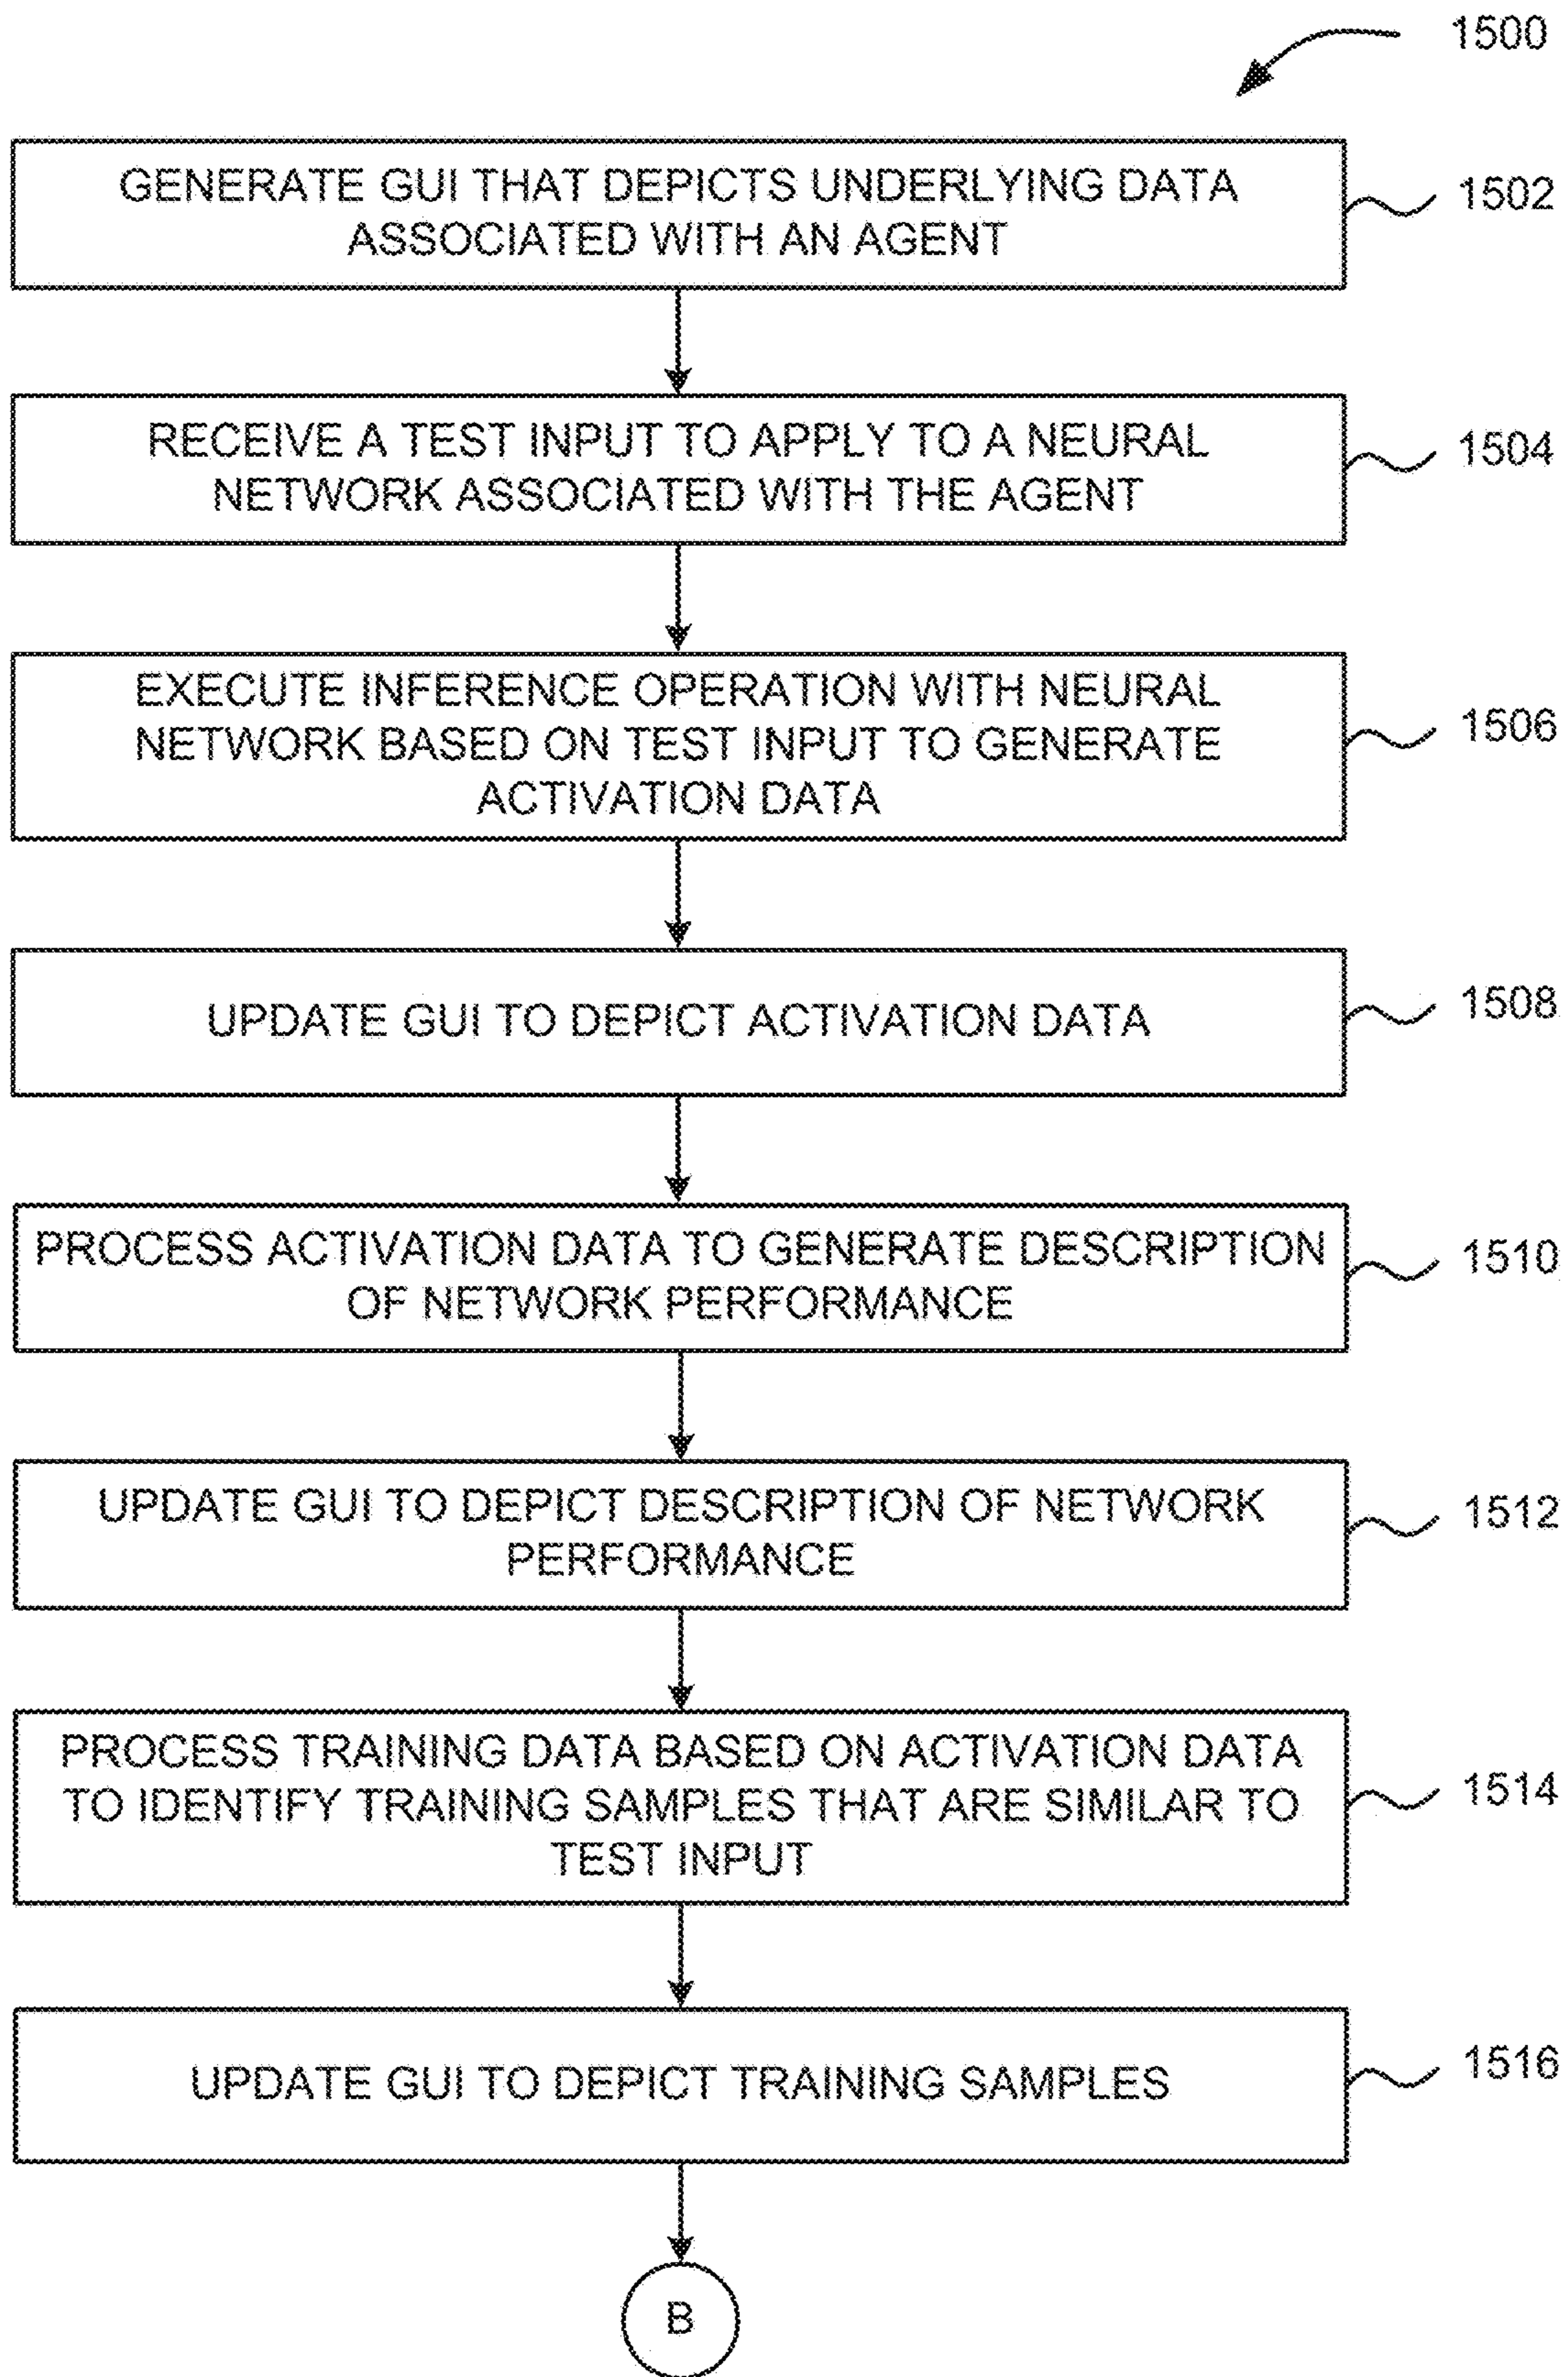 1500
GENERATE GUI THAT DEPICTS UNDERLYING DATA
ASSOCIATED WITH AN AGENT
1502
RECEIVE A TEST INPUT TO APPLY TO A NEURAL
NETWORK ASSOCIATED WITH THE AGENT
1504
EXECUTE INFERENCE OPERATION WITH NEURAL
NETWORK BASED ON TEST INPUT TO GENERATE
ACTIVATION DATA
1506
UPDATE GUI TO DEPICT ACTIVATION DATA
1508
PROCESS ACTIVATION DATA TO GENERATE DESCRIPTION
OF NETWORK PERFORMANCE
1510
UPDATE GUI TO DEPICT DESCRIPTION OF NETWORK
PERFORMANCE
1512
PROCESS TRAINING DATA BASED ON ACTIVATION DATA
TO IDENTIFY TRAINING SAMPLES THAT ARE SIMILAR TO
TEST INPUT
1514
UPDATE GUI TO DEPICT TRAINING SAMPLES
1516
B